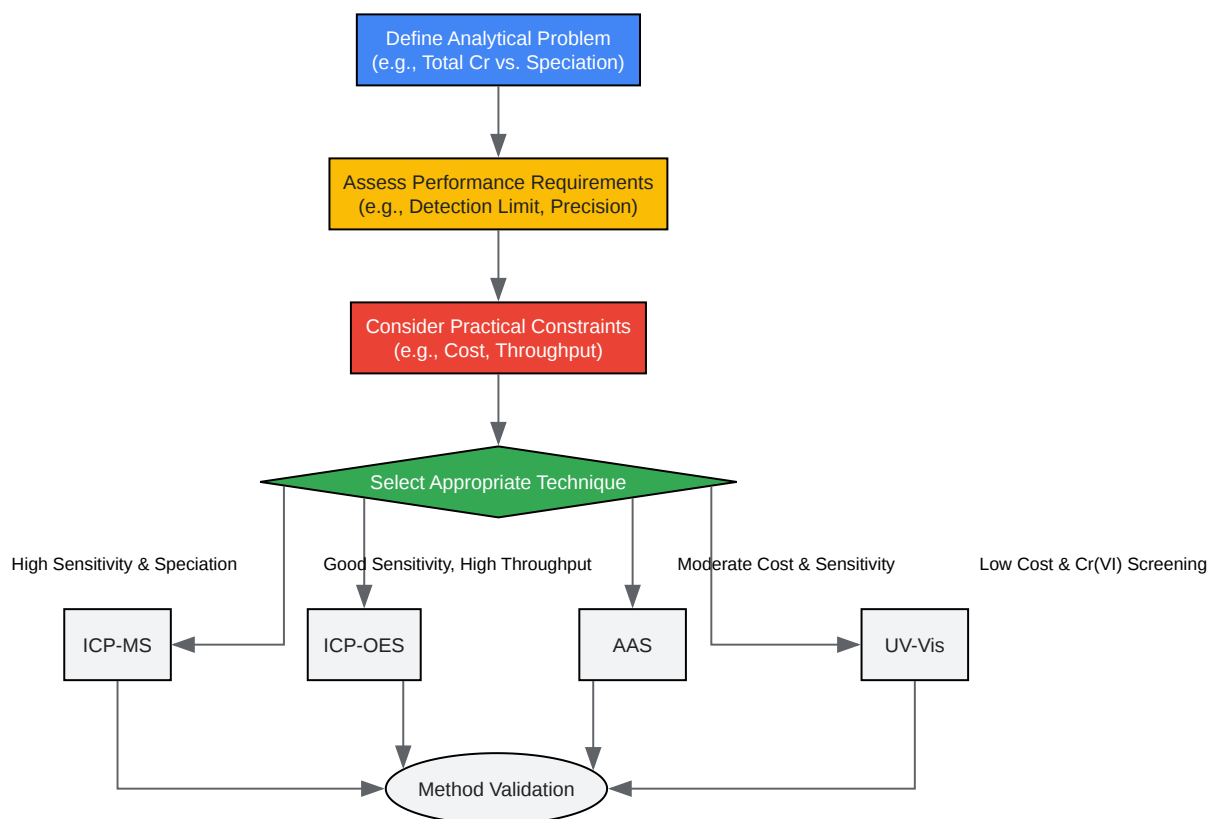 Define Analytical Problem
(e.g., Total Cr vs. Speciation)
Assess Performance Requirements
(e.g., Detection Limit, Precision)
Consider Practical Constraints
(e.g., Cost, Throughput)
Select Appropriate Technique
High Sensitivity & Speciation
Good Sensitivity, High Throughput
Moderate Cost & Sensitivity
Low Cost & Cr(VI) Screening
ICP-MS
ICP-OES
AAS
UV-Vis
Method Validation